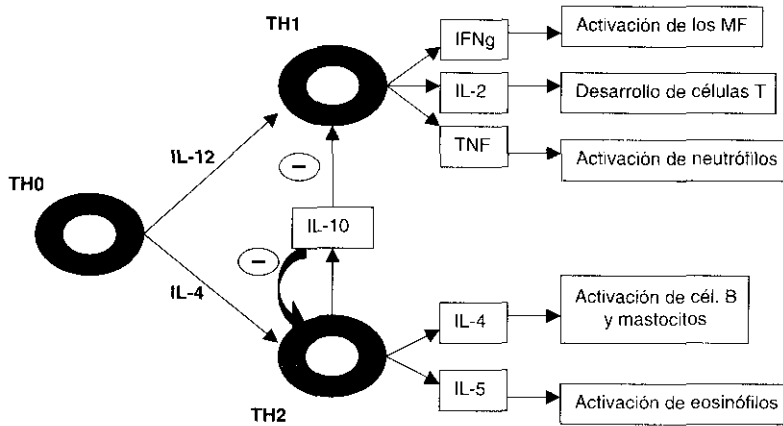 TH1
IFNg
Activación de los MF
IL-2
Desarrollo de células T
TNF
Activación de neutrófilos
IL-12
−
TH0
IL-10
−
IL-4
IL-4
Activación de cél. B
y mastocitos
IL-5
Activación de eosinófilos
TH2